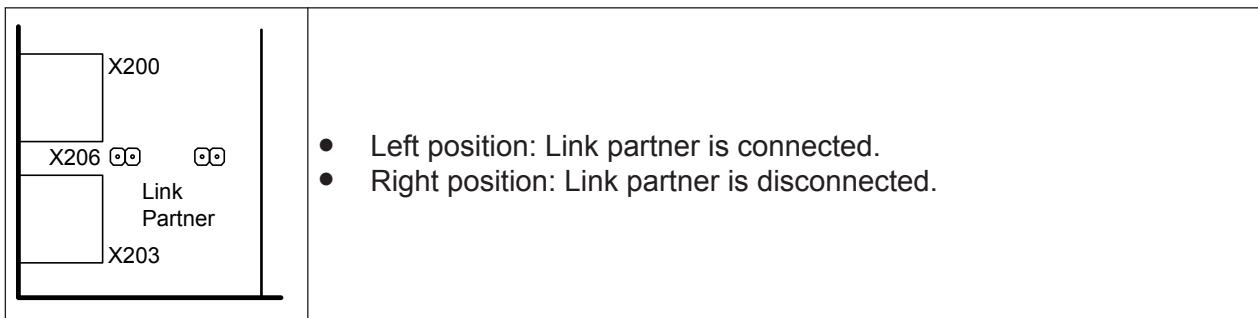 X200
X206
Link
Partner
X203
● Left position: Link partner is connected.
● Right position: Link partner is disconnected.